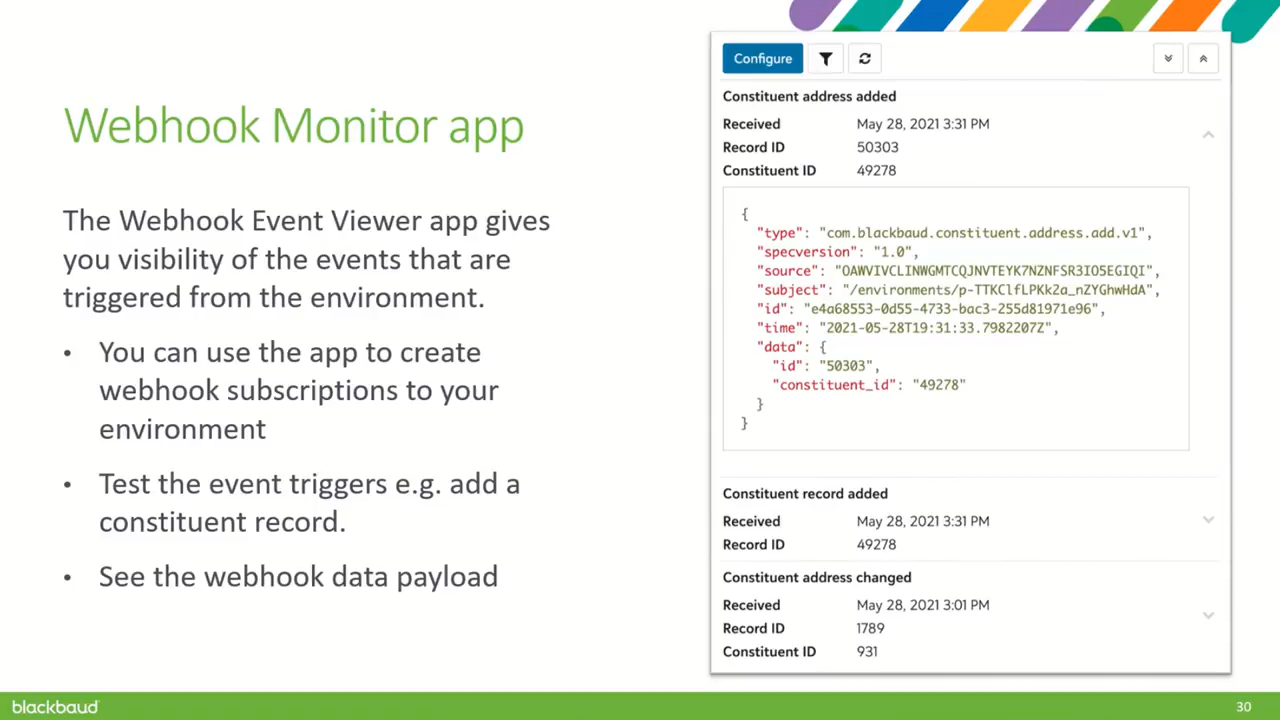 Webhook Monitor app
The Webhook Event Viewer app gives
you visibility of the events that are
triggered from the environment.
• You can use the app to create
webhook subscriptions to your
environment
• Test the event triggers e.g. add a
constituent record.
• See the webhook data payload
Configure
Constituent address added
Received May 28, 2021 3:31 PM
Record ID 50303
Constituent ID 49278
{
"type": "com.blackbaud.constituent.address.add.v1",
"specversion": "1.0",
"source": "OAWVIVCLINWGMTCQJNVTEYK7NZNFSR3IO5EGIQI",
"subject": "/environments/p-TTKClfLPKk2a_nZYGhwHdA",
"id": "e4a68553-0d55-4733-bac3-255d81971e96",
"time": "2021-05-28T19:31:33.7982207Z",
"data": {
"id": "50303",
"constituent_id": "49278"
}
}
Constituent record added
Received May 28, 2021 3:31 PM
Record ID 49278
Constituent address changed
Received May 28, 2021 3:01 PM
Record ID 1789
Constituent ID 931
blackbaud
30